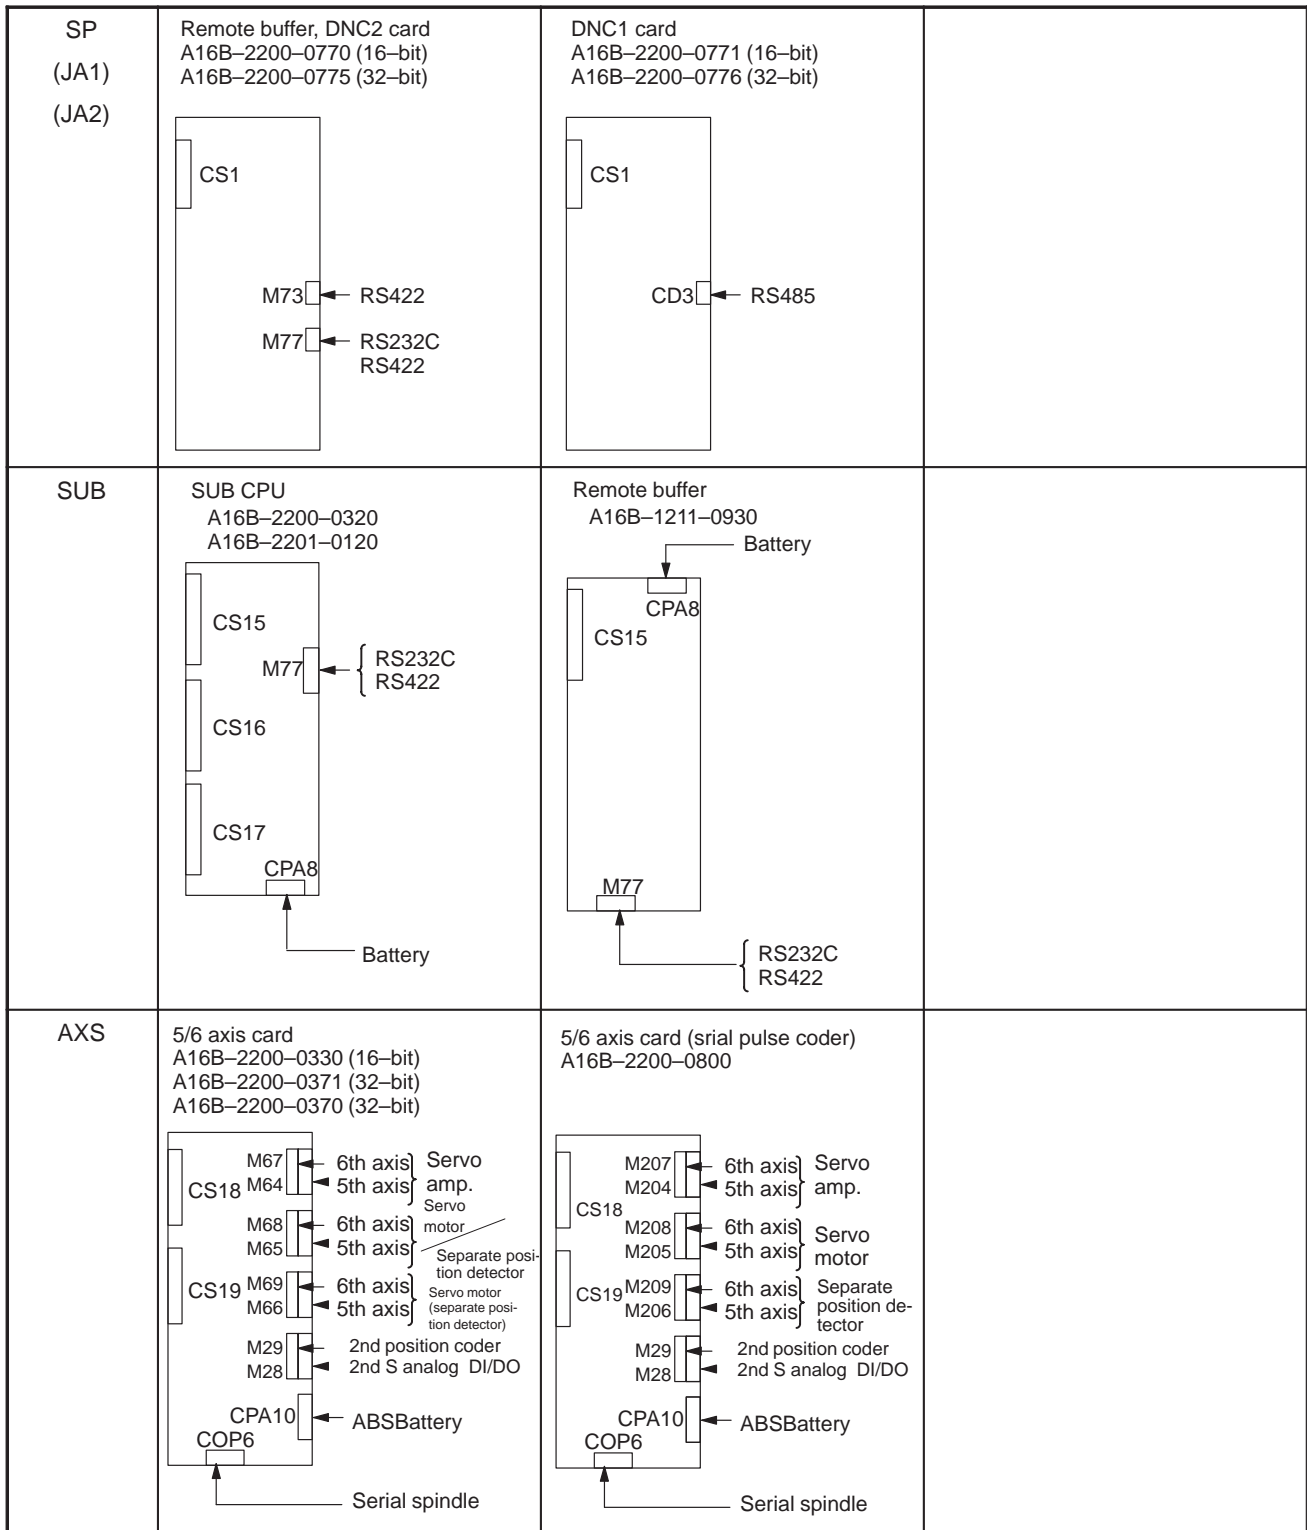 SP
(JA1)
(JA2)
Remote buffer, DNC2 card
A16B–2200–0770 (16–bit)
A16B–2200–0775 (32–bit)
CS1
M73
RS422
M77
RS232C
RS422
DNC1 card
A16B–2200–0771 (16–bit)
A16B–2200–0776 (32–bit)
CS1
CD3
RS485
SUB
SUB CPU
A16B–2200–0320
A16B–2201–0120
CS15
M77
RS232C
RS422
CS16
CS17
CPA8
Battery
Remote buffer
A16B–1211–0930
Battery
CPA8
CS15
M77
RS232C
RS422
AXS
5/6 axis card
A16B–2200–0330 (16–bit)
A16B–2200–0371 (32–bit)
A16B–2200–0370 (32–bit)
CS18
M67
6th axis
M64
5th axis
Servo
amp.
M68
6th axis
M65
5th axis
Servo
motor
Separate posi-
tion detector
CS19
M69
6th axis
M66
5th axis
Servo motor
(separate posi-
tion detector)
M29
2nd position coder
M28
2nd S analog DI/DO
CPA10
ABSBattery
COP6
Serial spindle
5/6 axis card (srial pulse coder)
A16B–2200–0800
CS18
M207
6th axis
M204
5th axis
Servo
amp.
M208
6th axis
M205
5th axis
Servo
motor
CS19
M209
6th axis
M206
5th axis
Separate
position de-
tector
M29
2nd position coder
M28
2nd S analog DI/DO
CPA10
ABSBattery
COP6
Serial spindle